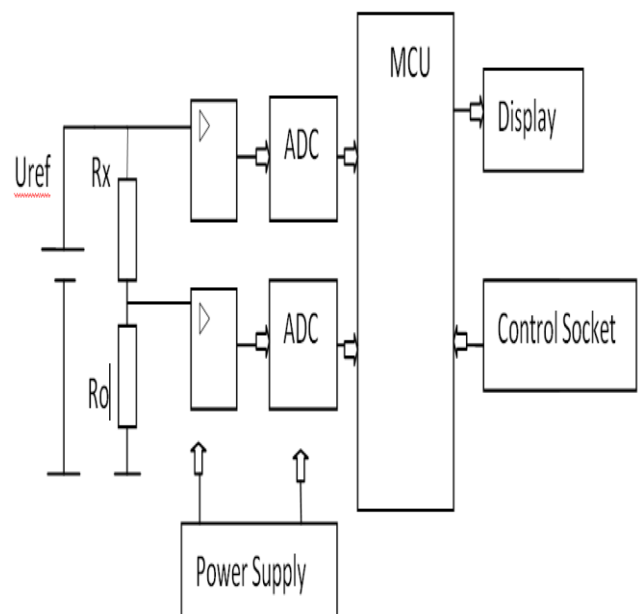 MCU
ADC
Display
Uref
Rx
ADC
Control Socket
Ro
Power Supply